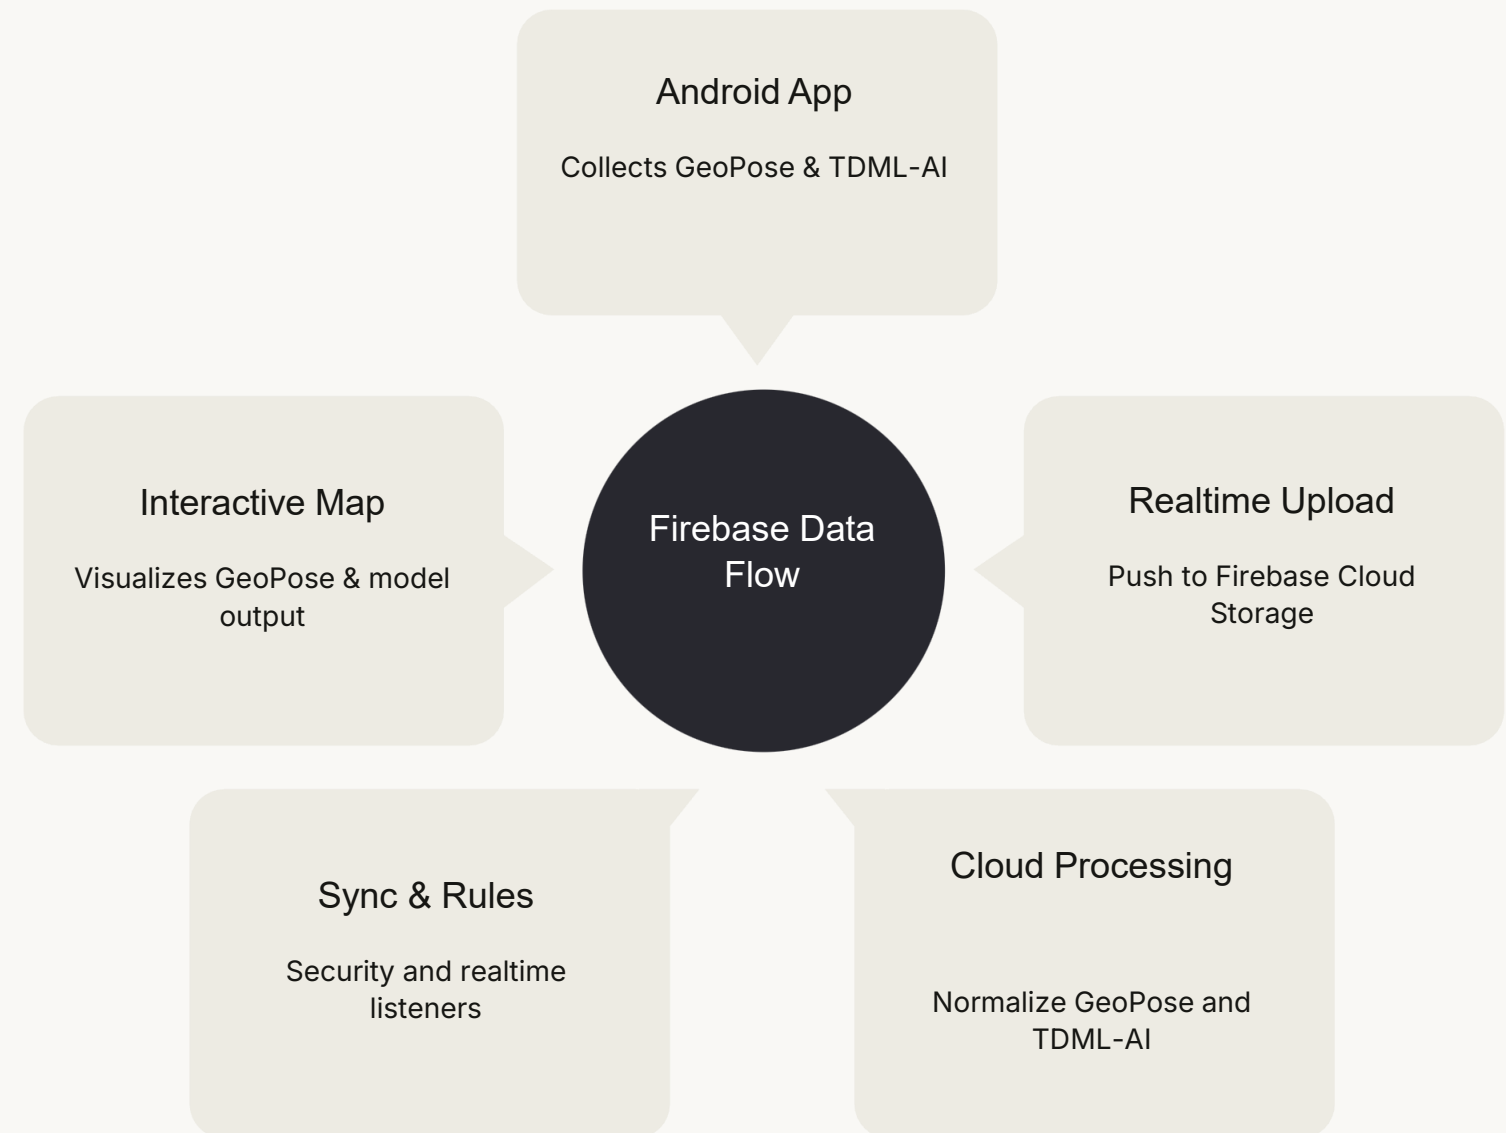 Android App
Collects GeoPose & TDML-AI
Interactive Map
Visualizes GeoPose & model
output
Firebase Data
Flow
Realtime Upload
Push to Firebase Cloud
Storage
Sync & Rules
Security and realtime
listeners
Cloud Processing
Normalize GeoPose and
TDML-AI